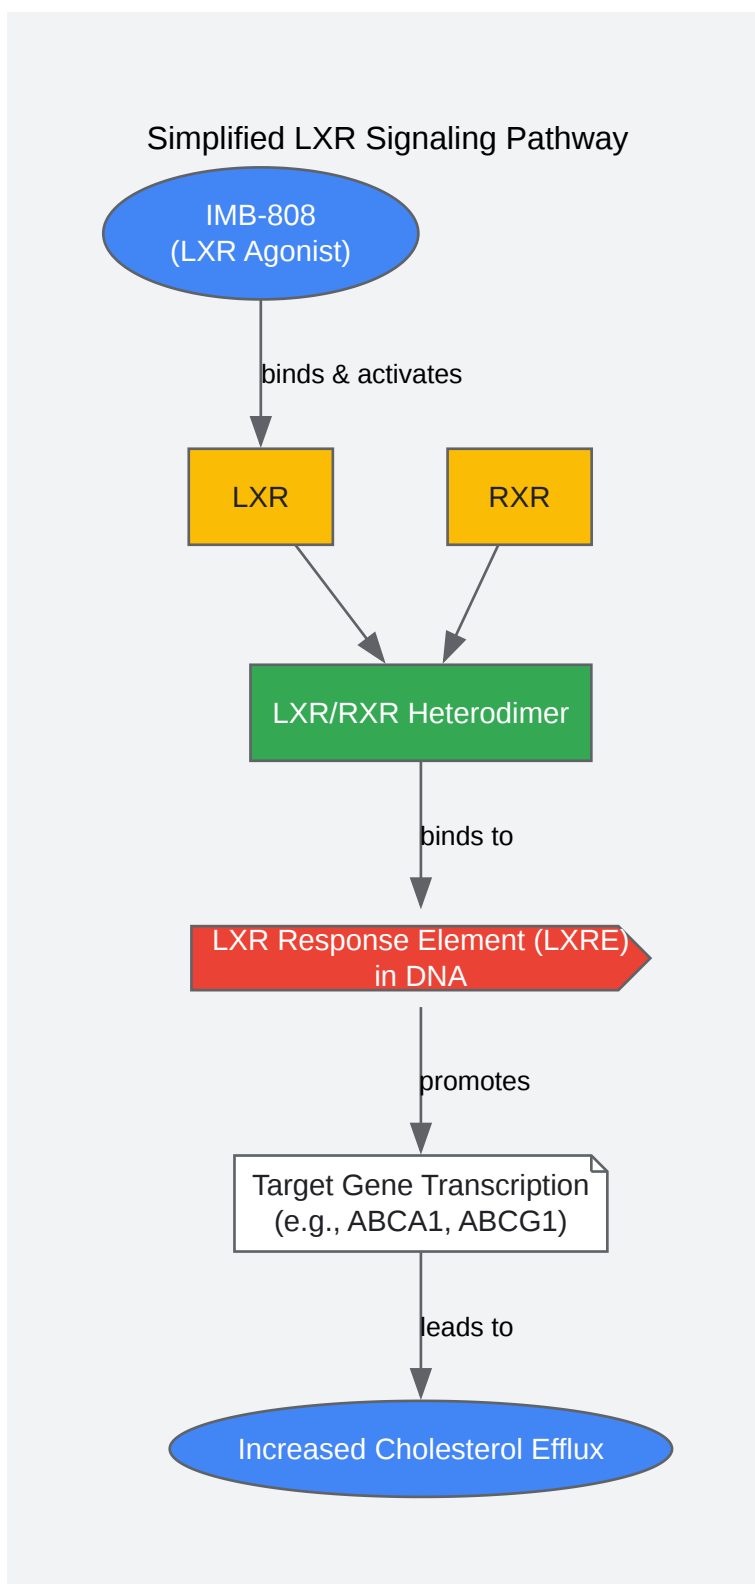 Simplified LXR Signaling Pathway
IMB-808
(LXR Agonist)
binds & activates
LXR
RXR
LXR/RXR Heterodimer
binds to
LXR Response Element (LXRE)
in DNA
promotes
Target Gene Transcription
(e.g., ABCA1, ABCG1)
leads to
Increased Cholesterol Efflux